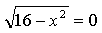 √(16 − x²) = 0